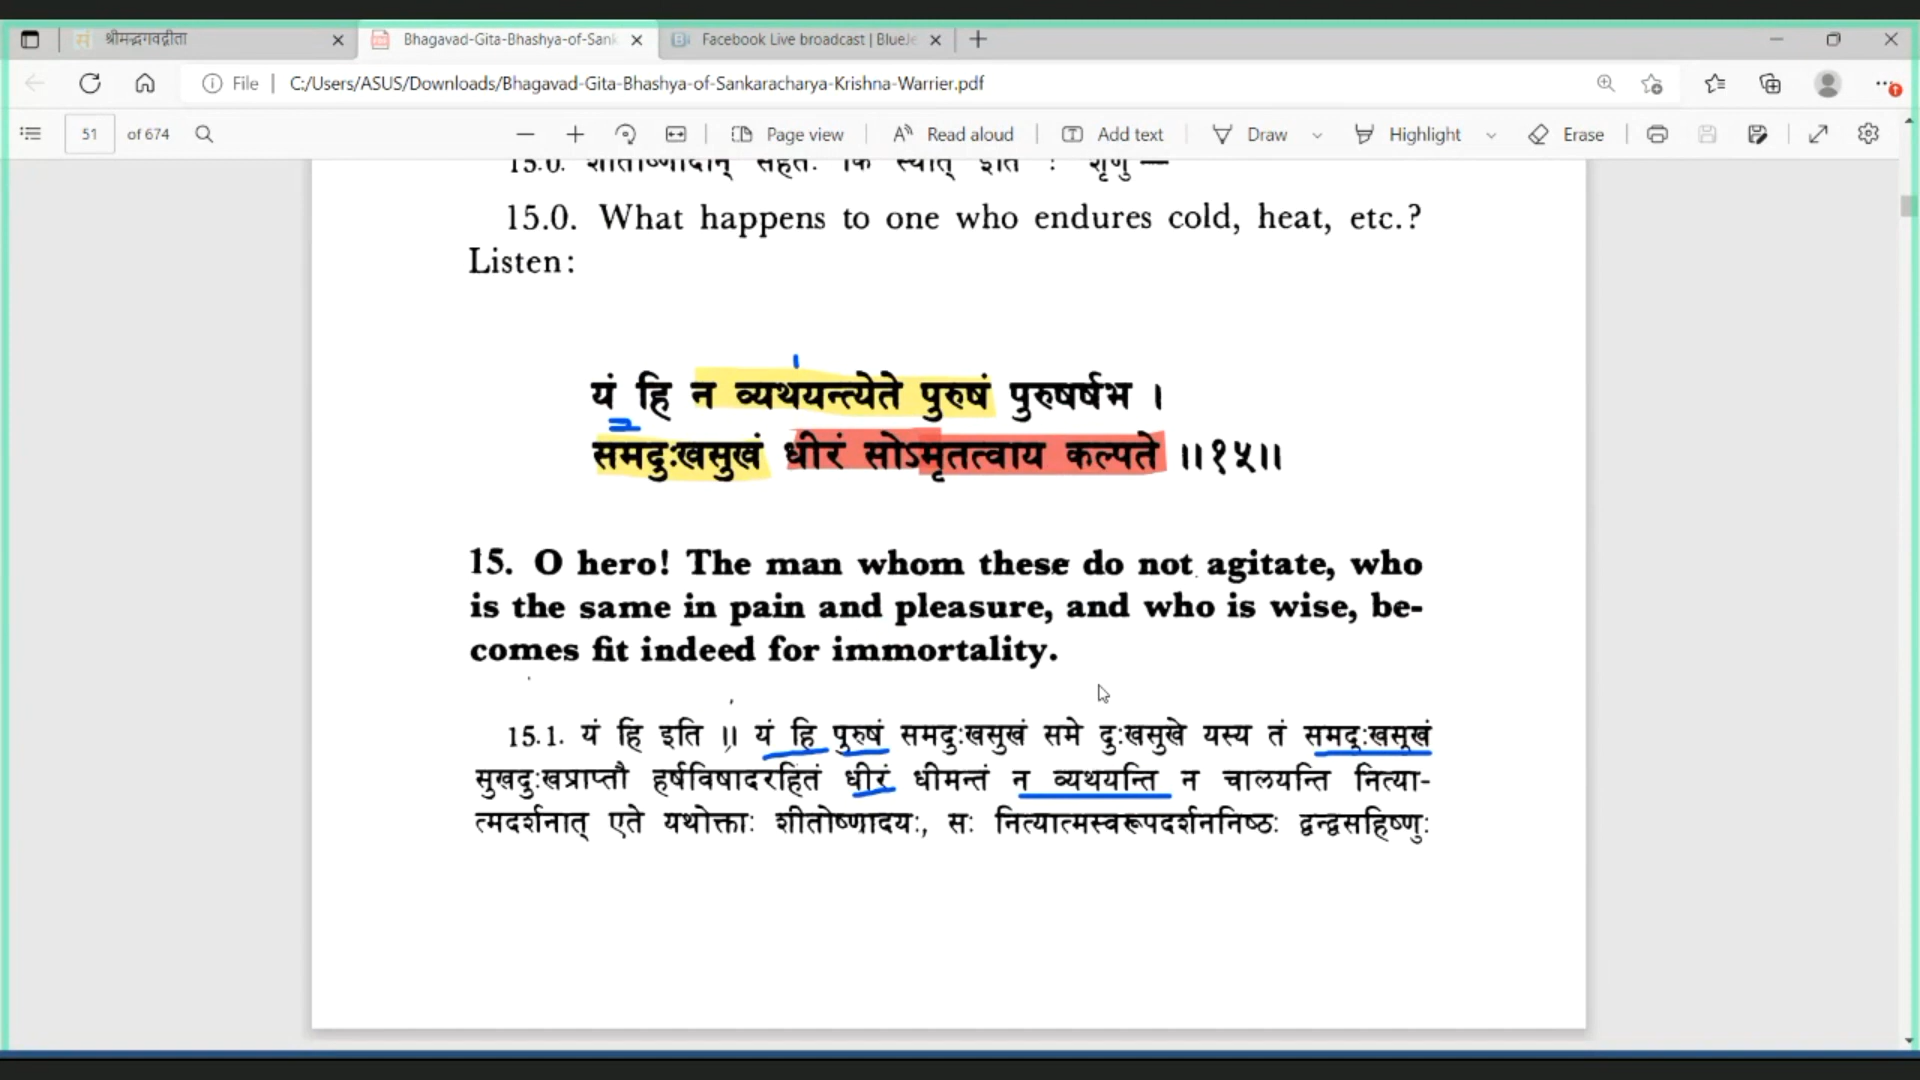 श्रीमद्भगवद्गीता
Bhagavad-Gita-Bhashya-of-Sank
Facebook Live broadcast | BlueJe
File
C:/Users/ASUS/Downloads/Bhagavad-Gita-Bhashya-of-Sankaracharya-Krishna-Warrier.pdf
51 of 674
Page view
Read aloud
Add text
Draw
Highlight
Erase
15.0. शीतोष्णादीन् सहतः किं स्यात् इति : शृणु —
15.0. What happens to one who endures cold, heat, etc.?
Listen:
यं हि न व्यथयन्त्येते पुरुषं पुरुषर्षभ ।
समदुःखसुखं धीरं सोऽमृतत्वाय कल्पते ॥१५॥
15. O hero! The man whom these do not agitate, who
is the same in pain and pleasure, and who is wise, be-
comes fit indeed for immortality.
15.1. यं हि इति ॥ यं हि पुरुषं समदुःखसुखं समे दुःखसुखे यस्य तं समदुःखसुखं
सुखदुःखप्राप्तौ हर्षविषादरहितं धीरं धीमन्तं न व्यथयन्ति न चालयन्ति नित्या-
त्मदर्शनात् एते यथोक्ताः शीतोष्णादयः, सः नित्यात्मस्वरूपदर्शननिष्ठः द्वन्द्वसहिष्णुः